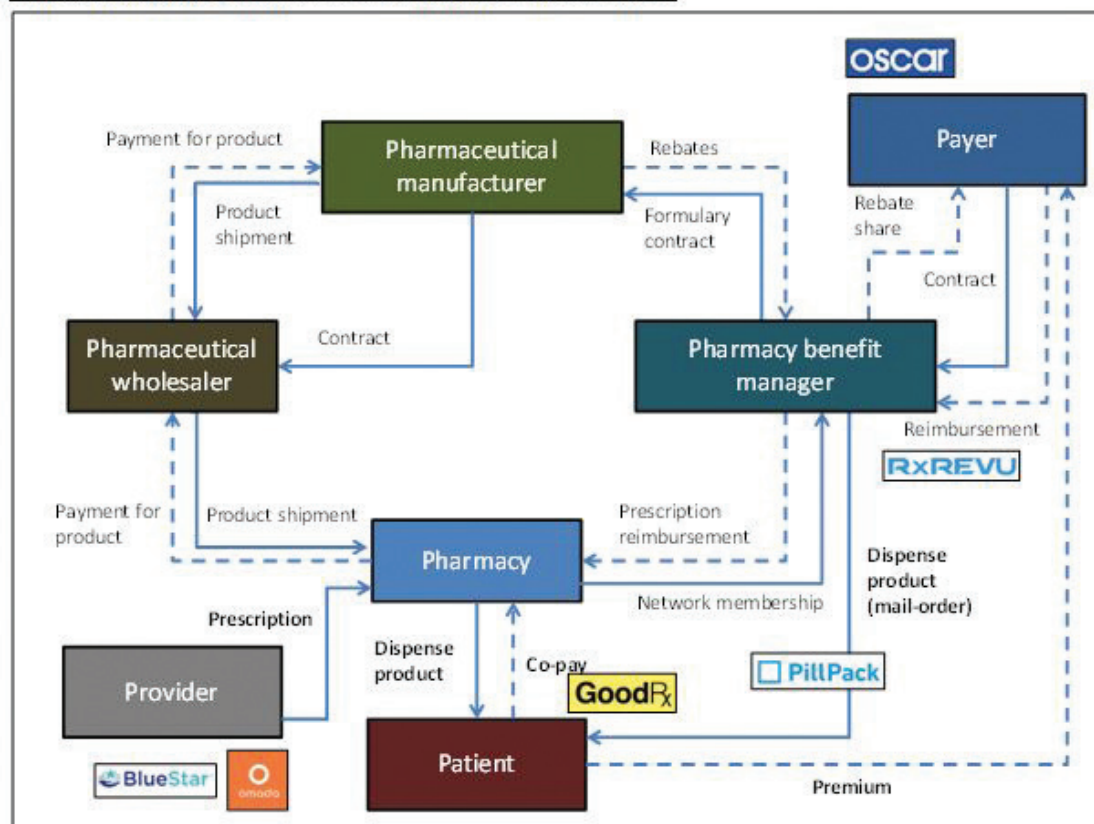 oscar
Payer
Payment for product
Pharmaceutical
manufacturer
Rebates
Product
shipment
Formulary
contract
Rebate
share
Contract
Contract
Pharmaceutical
wholesaler
Pharmacy benefit
manager
Reimbursement
RxREVU
Payment for
product
Product shipment
Prescription
reimbursement
Pharmacy
Dispense
product
(mail-order)
Network membership
Prescription
Dispense
product
Co-pay
Provider
GoodRx
PillPack
Patient
BlueStar
omada
Premium